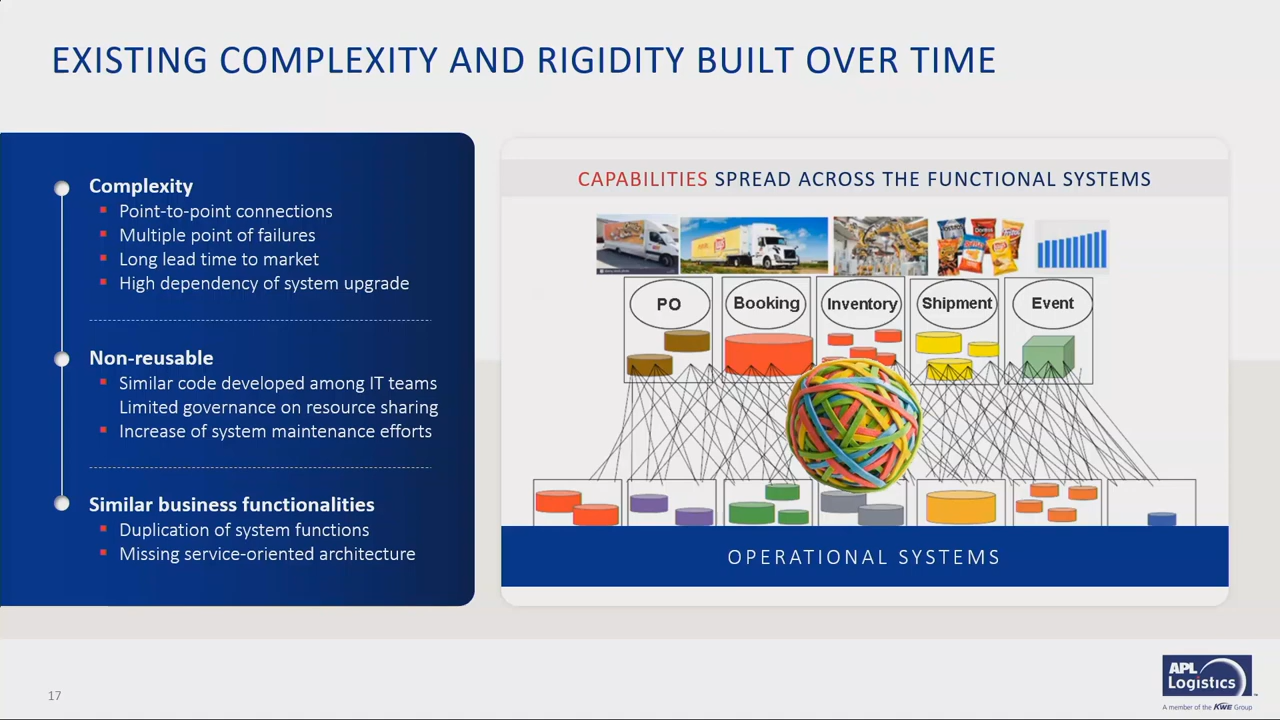 EXISTING COMPLEXITY AND RIGIDITY BUILT OVER TIME
Complexity
Point-to-point connections
Multiple point of failures
Long lead time to market
High dependency of system upgrade
Non-reusable
Similar code developed among IT teams
Limited governance on resource sharing
Increase of system maintenance efforts
Similar business functionalities
Duplication of system functions
Missing service-oriented architecture
CAPABILITIES SPREAD ACROSS THE FUNCTIONAL SYSTEMS
PO
Booking
Inventory
Shipment
Event
OPERATIONAL SYSTEMS
17
APL
Logistics
A member of the KWE Group